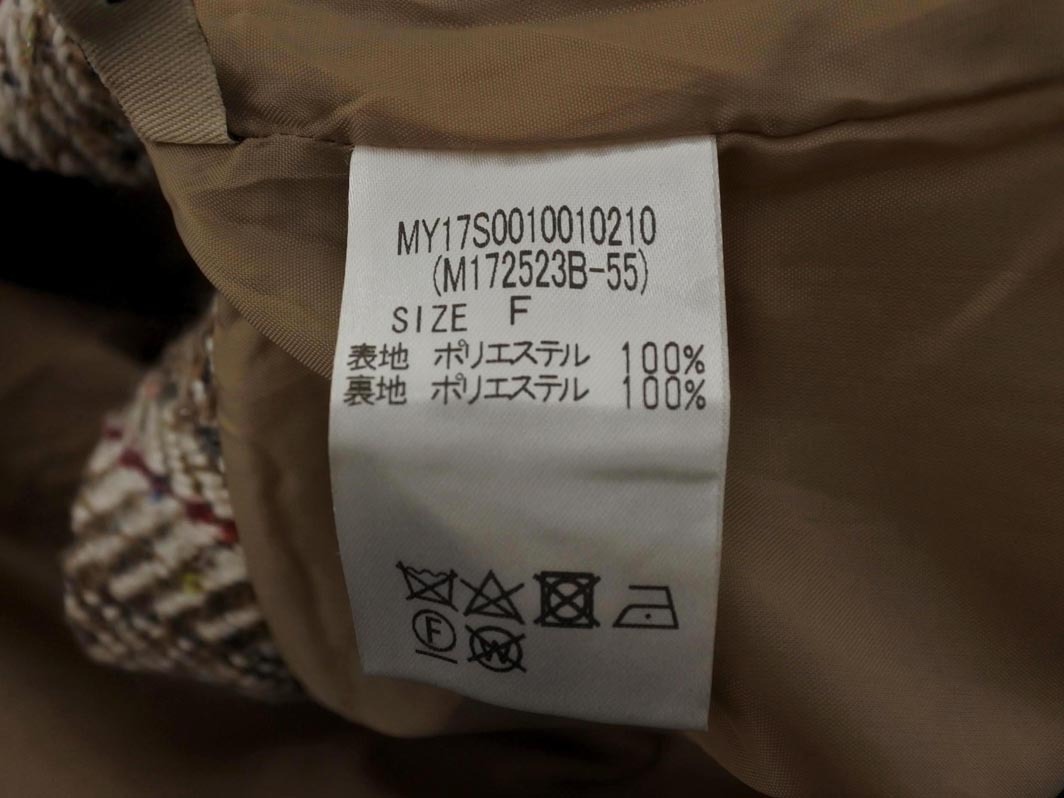 MY17S0010010210
(M172523B-55)
SIZE F
表地 ポリエステル 100%
裏地 ポリエステル 100%
F W